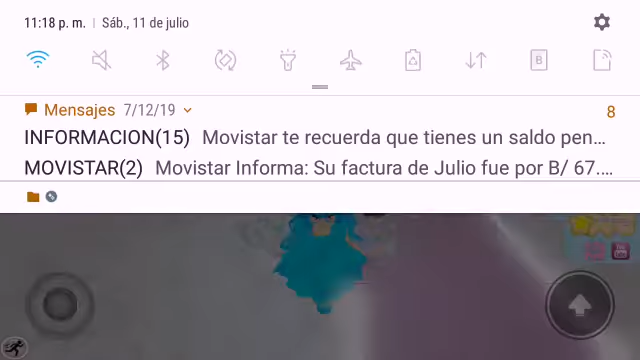 11:18 p. m. | Sáb., 11 de julio
B
Mensajes 7/12/19
8
INFORMACION(15) Movistar te recuerda que tienes un saldo pen...
MOVISTAR(2) Movistar Informa: Su factura de Julio fue por B/ 67....